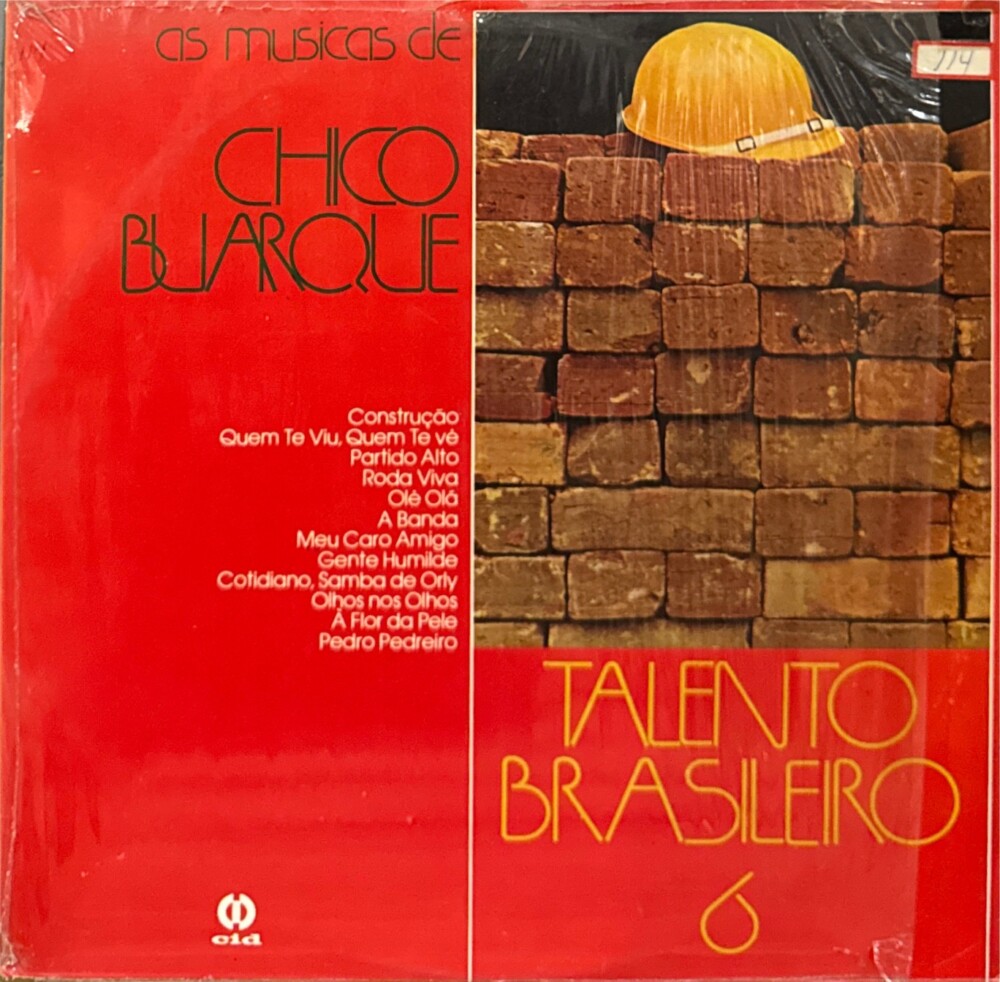 as musicas de
CHICO
BUARQUE
Construção
Quem Te Viu, Quem Te vê
Partido Alto
Roda Viva
Olê Olá
A Banda
Meu Caro Amigo
Gente Humilde
Cotidiano, Samba de Orly
Olhos nos Olhos
À Flor da Pele
Pedro Pedreiro
cid
114
TALENTO
BRASILEIRO
6